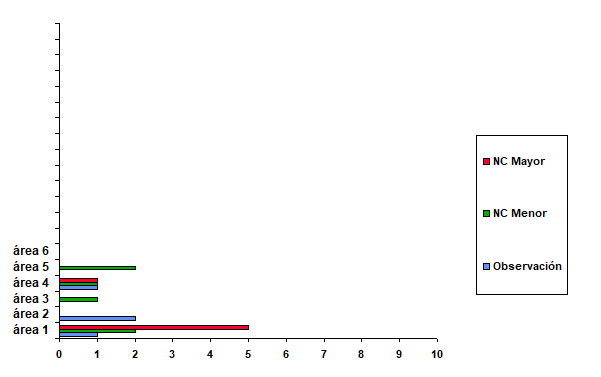 área 6
área 5
área 4
área 3
área 2
área 1
0 1 2 3 4 5 6 7 8 9 10
NC Mayor
NC Menor
Observación